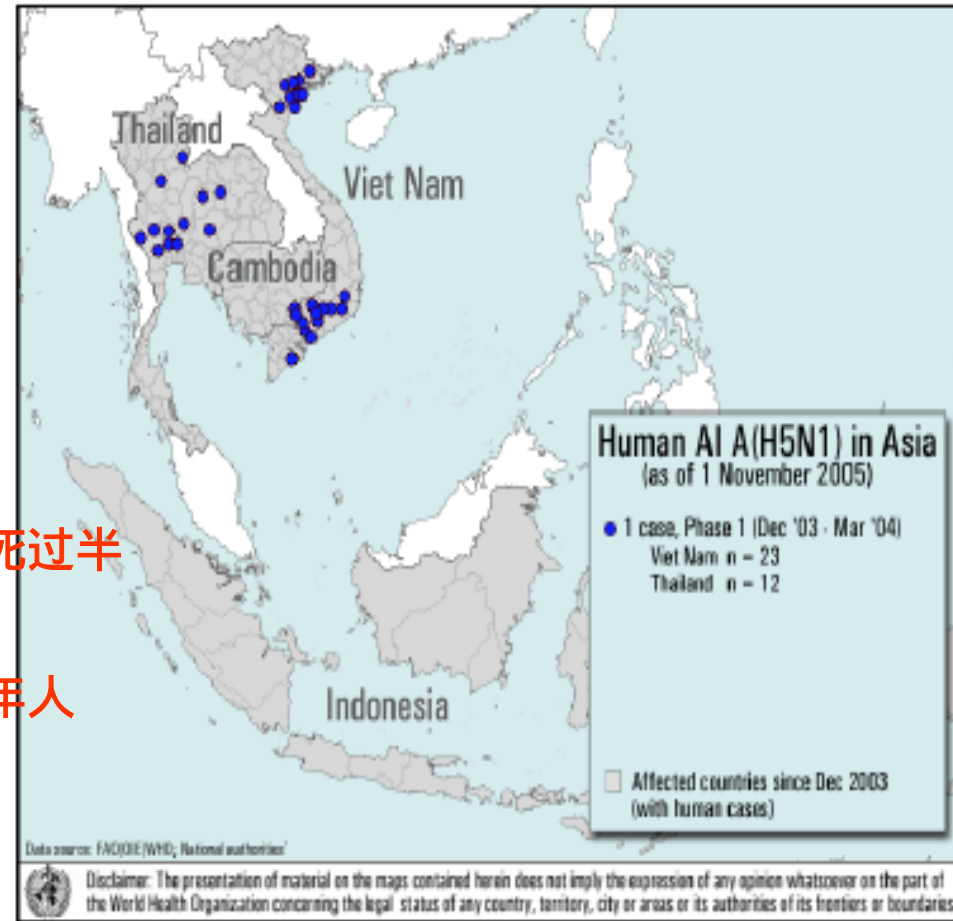 Thailand
Viet Nam
Cambodia
Human AI A(H5N1) in Asia
(as of 1 November 2005)
1 case, Phase 1 (Dec '03 - Mar '04)
Viet Nam n = 23
Thailand n = 12
死过半
年人
Indonesia
Affected countries since Dec 2003
(with human cases)
Data source: FAO/OIE/WHO; National authorities
Disclaimer: The presentation of material on the maps contained herein does not imply the expression of any opinion whatsoever on the part of
the World Health Organization concerning the legal status of any country, territory, city or areas or its authorities of its frontiers or boundaries